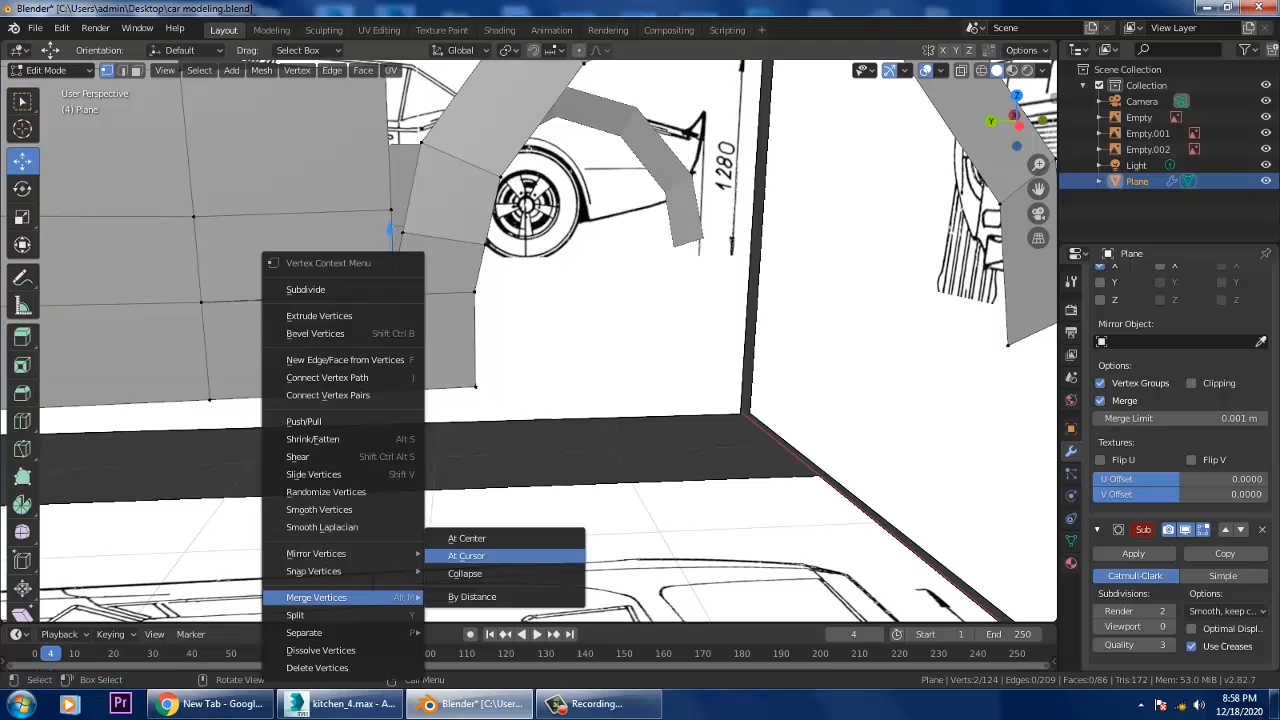 Blender* [C:\Users\admin\Desktop\car modeling.blend]
File Edit Render Window Help Layout Modeling Sculpting UV Editing Texture Paint Shading Animation Rendering Compositing Scripting + Scene View Layer
Orientation: Default Drag: Select Box Global X Y Z Options
Edit Mode View Select Add Mesh Vertex Edge Face UV
User Perspective
(4) Plane
1280
Z
Y
X
Vertex Context Menu
Subdivide
Extrude Vertices
Bevel Vertices Shift Ctrl B
New Edge/Face from Vertices F
Connect Vertex Path J
Connect Vertex Pairs
Push/Pull
Shrink/Fatten Alt S
Shear Shift Ctrl Alt S
Slide Vertices Shift V
Randomize Vertices
Smooth Vertices
Smooth Laplacian
Mirror Vertices
Snap Vertices
Merge Vertices Alt M
Split Y
Separate P
Dissolve Vertices
Delete Vertices
At Center
At Cursor
Collapse
By Distance
Scene Collection
Collection
Camera
Empty
Empty.001
Empty.002
Light
Plane
Plane
X
Y
Z
Mirror Object:
Options:
Vertex Groups Clipping
Merge
Merge Limit 0.001 m
Textures:
Flip U Flip V
U Offset 0.0000
V Offset 0.0000
Sub
Apply Copy
Catmull-Clark Simple
Subdivisions: Options:
Render 2 Smooth, keep c...
Viewport 0 Optimal Displ...
Quality 3 Use Creases
Playback Keying View Marker 4 Start 1 End 250
0 4 10 20 30 40 50 100 110 120 130 140 150 160 170 180 190 200 210 220 230 240 250
Select Box Select Rotate View Call Menu Plane | Verts:2/124 | Edges:0/209 | Faces:0/86 | Tris:172 | Mem: 53.0 MiB | v2.82.7
Pr New Tab - Googl... kitchen_4.max - A... Blender* [C:\Users... Recording...
8:58 PM
12/18/2020